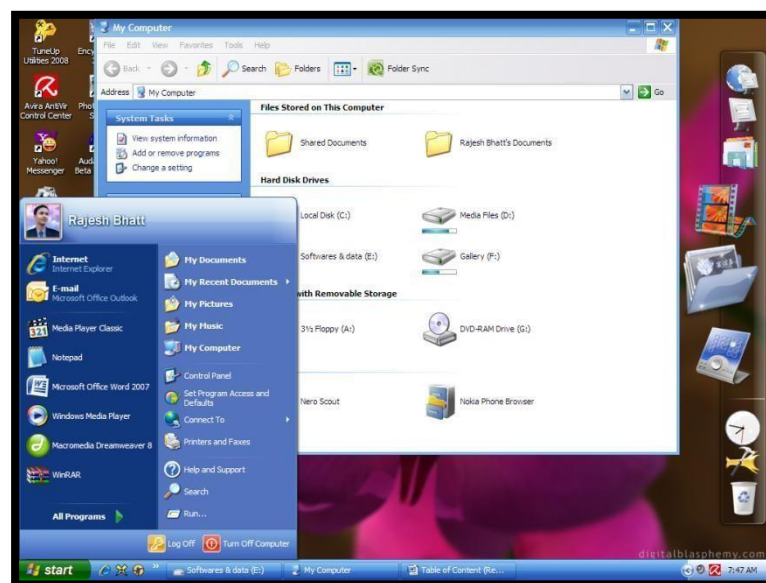 TuneUp
Utilities 2008
Avira AntiVir
Control Center
Yahoo!
Messenger
Beta
My Computer
File Edit View Favorites Tools Help
Back Search Folders Folder Sync
Address My Computer Go
System Tasks
View system information
Add or remove programs
Change a setting
Files Stored on This Computer
Shared Documents
Rajesh Bhatt's Documents
Hard Disk Drives
Local Disk (C:)
Media Files (D:)
Softwares & data (E:)
Gallery (F:)
with Removable Storage
3½ Floppy (A:)
DVD-RAM Drive (G:)
Nero Scout
Nokia Phone Browser
Rajesh Bhatt
Internet
Internet Explorer
E-mail
Microsoft Office Outlook
Media Player Classic
Notepad
Microsoft Office Word 2007
Windows Media Player
Macromedia Dreamweaver 8
WinRAR
All Programs
My Documents
My Recent Documents
My Pictures
My Music
My Computer
Control Panel
Set Program Access and
Defaults
Connect To
Printers and Faxes
Help and Support
Search
Run...
Log Off Turn Off Computer
digitalblasphemy.com
start Softwares & data (E:) My Computer Table of Content (Re... 7:47 AM